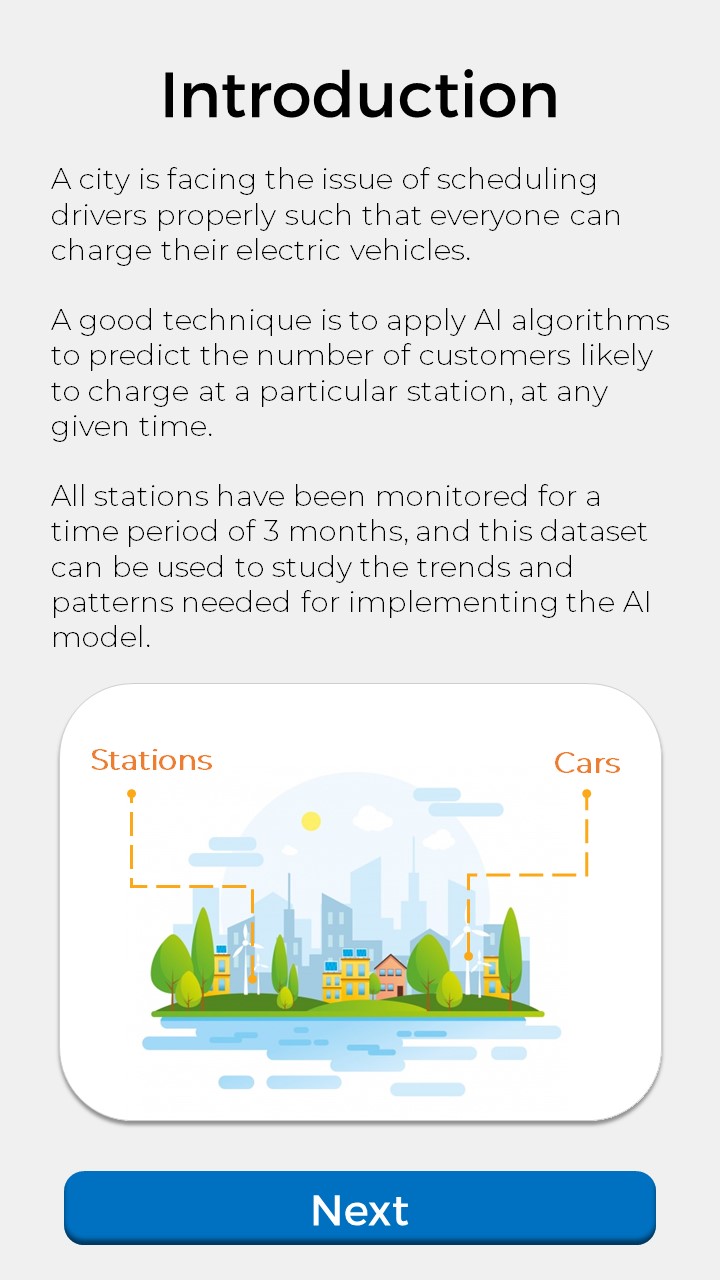 Introduction
A city is facing the issue of scheduling
drivers properly such that everyone can
charge their electric vehicles.
A good technique is to apply AI algorithms
to predict the number of customers likely
to charge at a particular station, at any
given time.
All stations have been monitored for a
time period of 3 months, and this dataset
can be used to study the trends and
patterns needed for implementing the AI
model.
Stations
Cars
Next